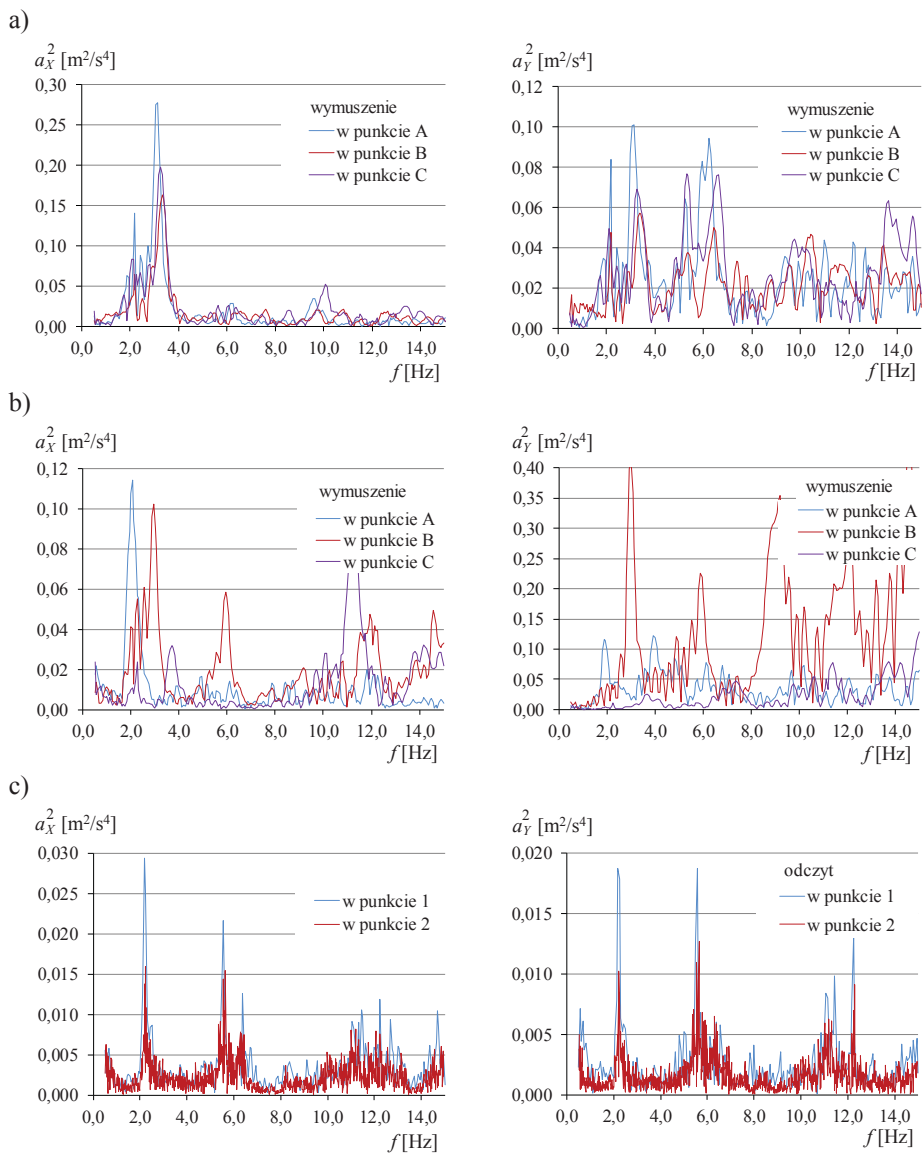 a)
a_X^2 [m²/s⁴]
0,30
0,25
0,20
0,15
0,10
0,05
0,00
0,0 2,0 4,0 6,0 8,0 10,0 12,0 14,0
f [Hz]
wymuszenie
w punkcie A
w punkcie B
w punkcie C
a_Y^2 [m²/s⁴]
0,12
0,10
0,08
0,06
0,04
0,02
0,00
0,0 2,0 4,0 6,0 8,0 10,0 12,0 14,0
f [Hz]
wymuszenie
w punkcie A
w punkcie B
w punkcie C
b)
a_X^2 [m²/s⁴]
0,12
0,10
0,08
0,06
0,04
0,02
0,00
0,0 2,0 4,0 6,0 8,0 10,0 12,0 14,0
f [Hz]
wymuszenie
w punkcie A
w punkcie B
w punkcie C
a_Y^2 [m²/s⁴]
0,40
0,35
0,30
0,25
0,20
0,15
0,10
0,05
0,00
0,0 2,0 4,0 6,0 8,0 10,0 12,0 14,0
f [Hz]
wymuszenie
w punkcie A
w punkcie B
w punkcie C
c)
a_X^2 [m²/s⁴]
0,030
0,025
0,020
0,015
0,010
0,005
0,000
0,0 2,0 4,0 6,0 8,0 10,0 12,0 14,0
f [Hz]
w punkcie 1
w punkcie 2
a_Y^2 [m²/s⁴]
0,020
0,015
0,010
0,005
0,000
0,0 2,0 4,0 6,0 8,0 10,0 12,0 14,0
f [Hz]
odczyt
w punkcie 1
w punkcie 2